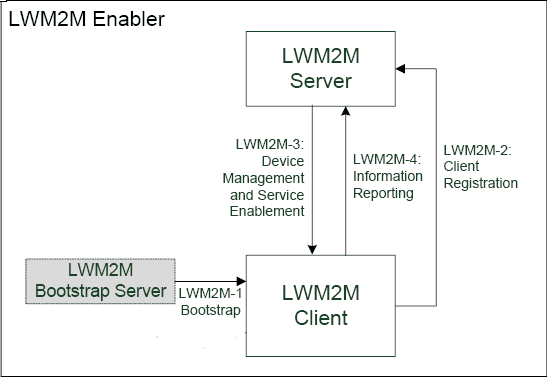 LWM2M Enabler
LWM2M
Server
LWM2M-3:
Device
Management
and Service
Enablement
LWM2M-4:
Information
Reporting
LWM2M-2:
Client
Registration
LWM2M
Bootstrap Server
LWM2M-1
Bootstrap
LWM2M
Client